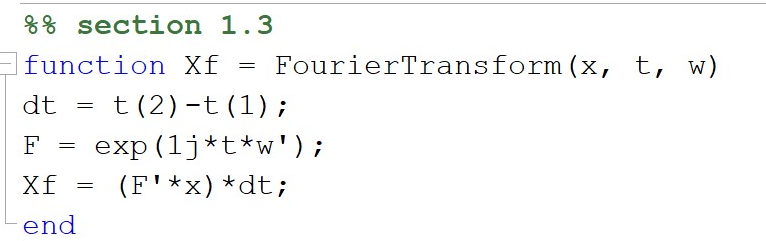 %% section 1.3
function Xf = FourierTransform(x, t, w)
dt = t(2)-t(1);
F = exp(1j*t*w');
Xf = (F'*x)*dt;
end